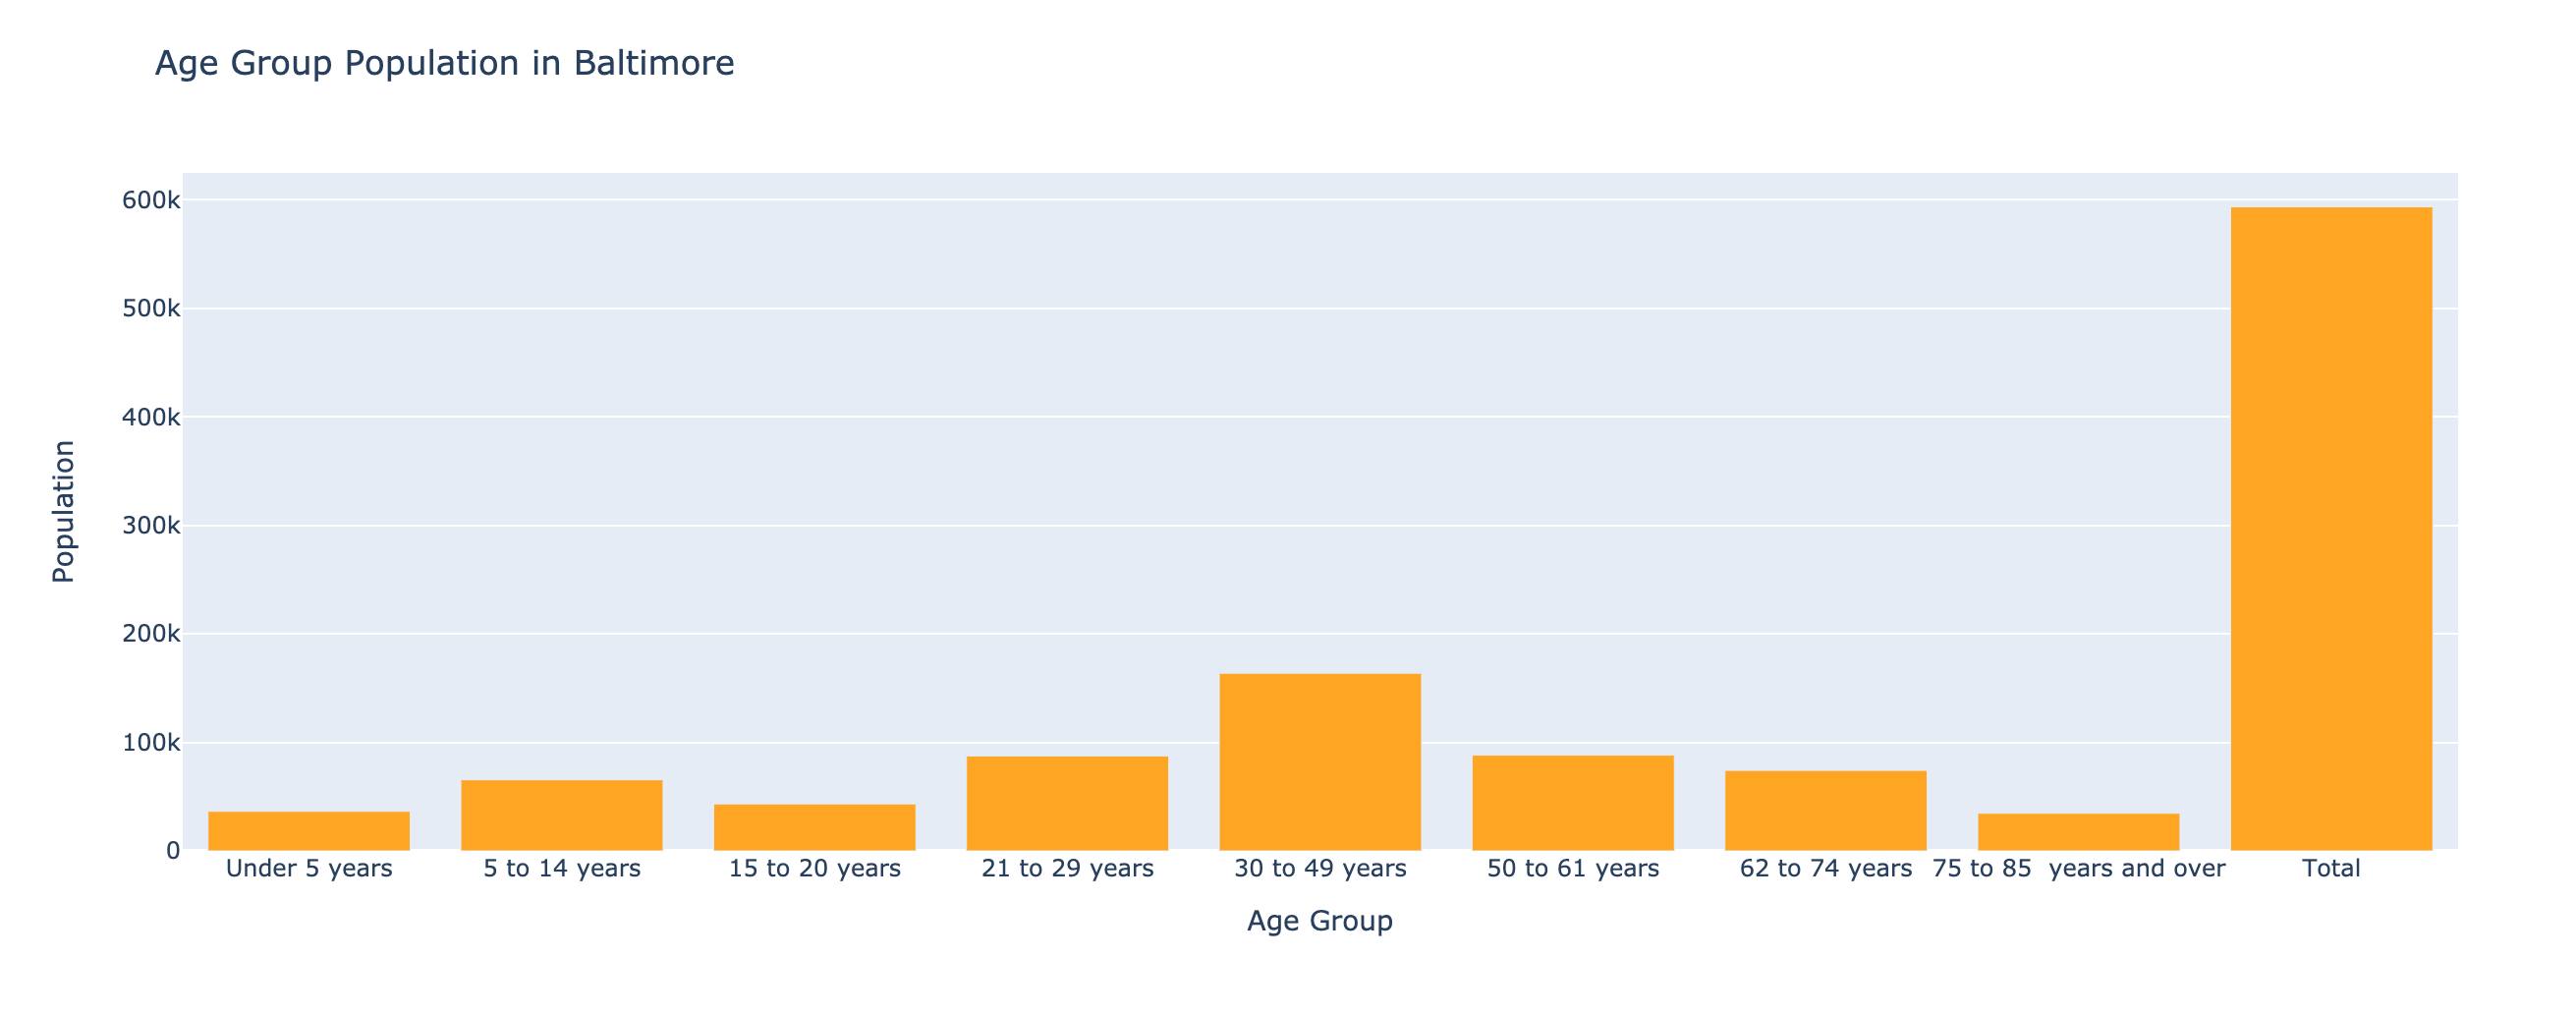 Age Group Population in Baltimore
Population
600k
500k
400k
300k
200k
100k
0
Under 5 years
5 to 14 years
15 to 20 years
21 to 29 years
30 to 49 years
50 to 61 years
62 to 74 years
75 to 85  years and over
Total
Age Group